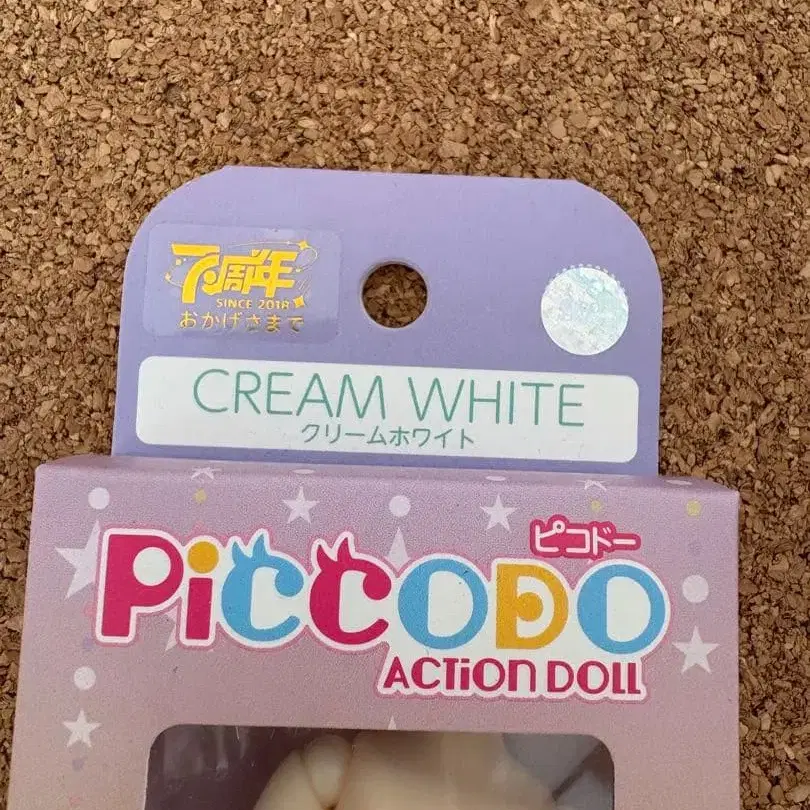 7周年
SINCE 2018
おかげさまで
CREAM WHITE
クリームホワイト
ピコドー
PiCCODO
ACTION DOLL